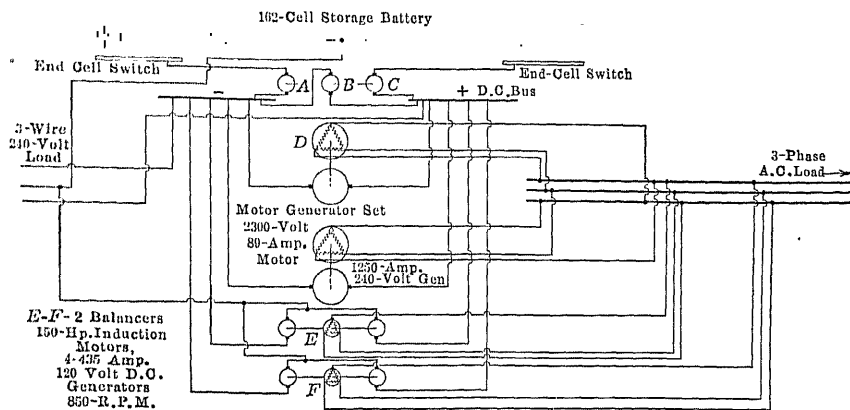 162-Cell Storage Battery
End Cell Switch
A
B
C
End-Cell Switch
-
+ D.C.Bus
3-Wire
240-Volt
Load
D
3-Phase
A.C.Load
Motor Generator Set
2300-Volt
89-Amp.
Motor
1250-Amp.
240-Volt Gen
E-F-2 Balancers
150-Hp.Induction
Motors,
4-435 Amp.
120 Volt D.C.
Generators
850-R.P.M.
E
F